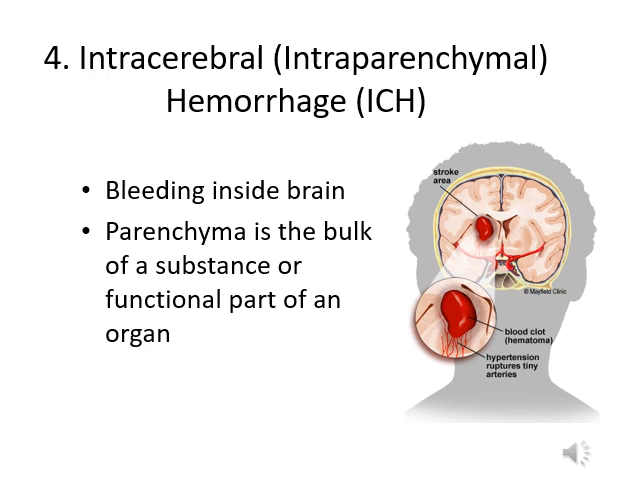 4. Intracerebral (Intraparenchymal)
Hemorrhage (ICH)
• Bleeding inside brain
• Parenchyma is the bulk
of a substance or
functional part of an
organ
stroke
area
© Mayfield Clinic
blood clot
(hematoma)
hypertension
ruptures tiny
arteries